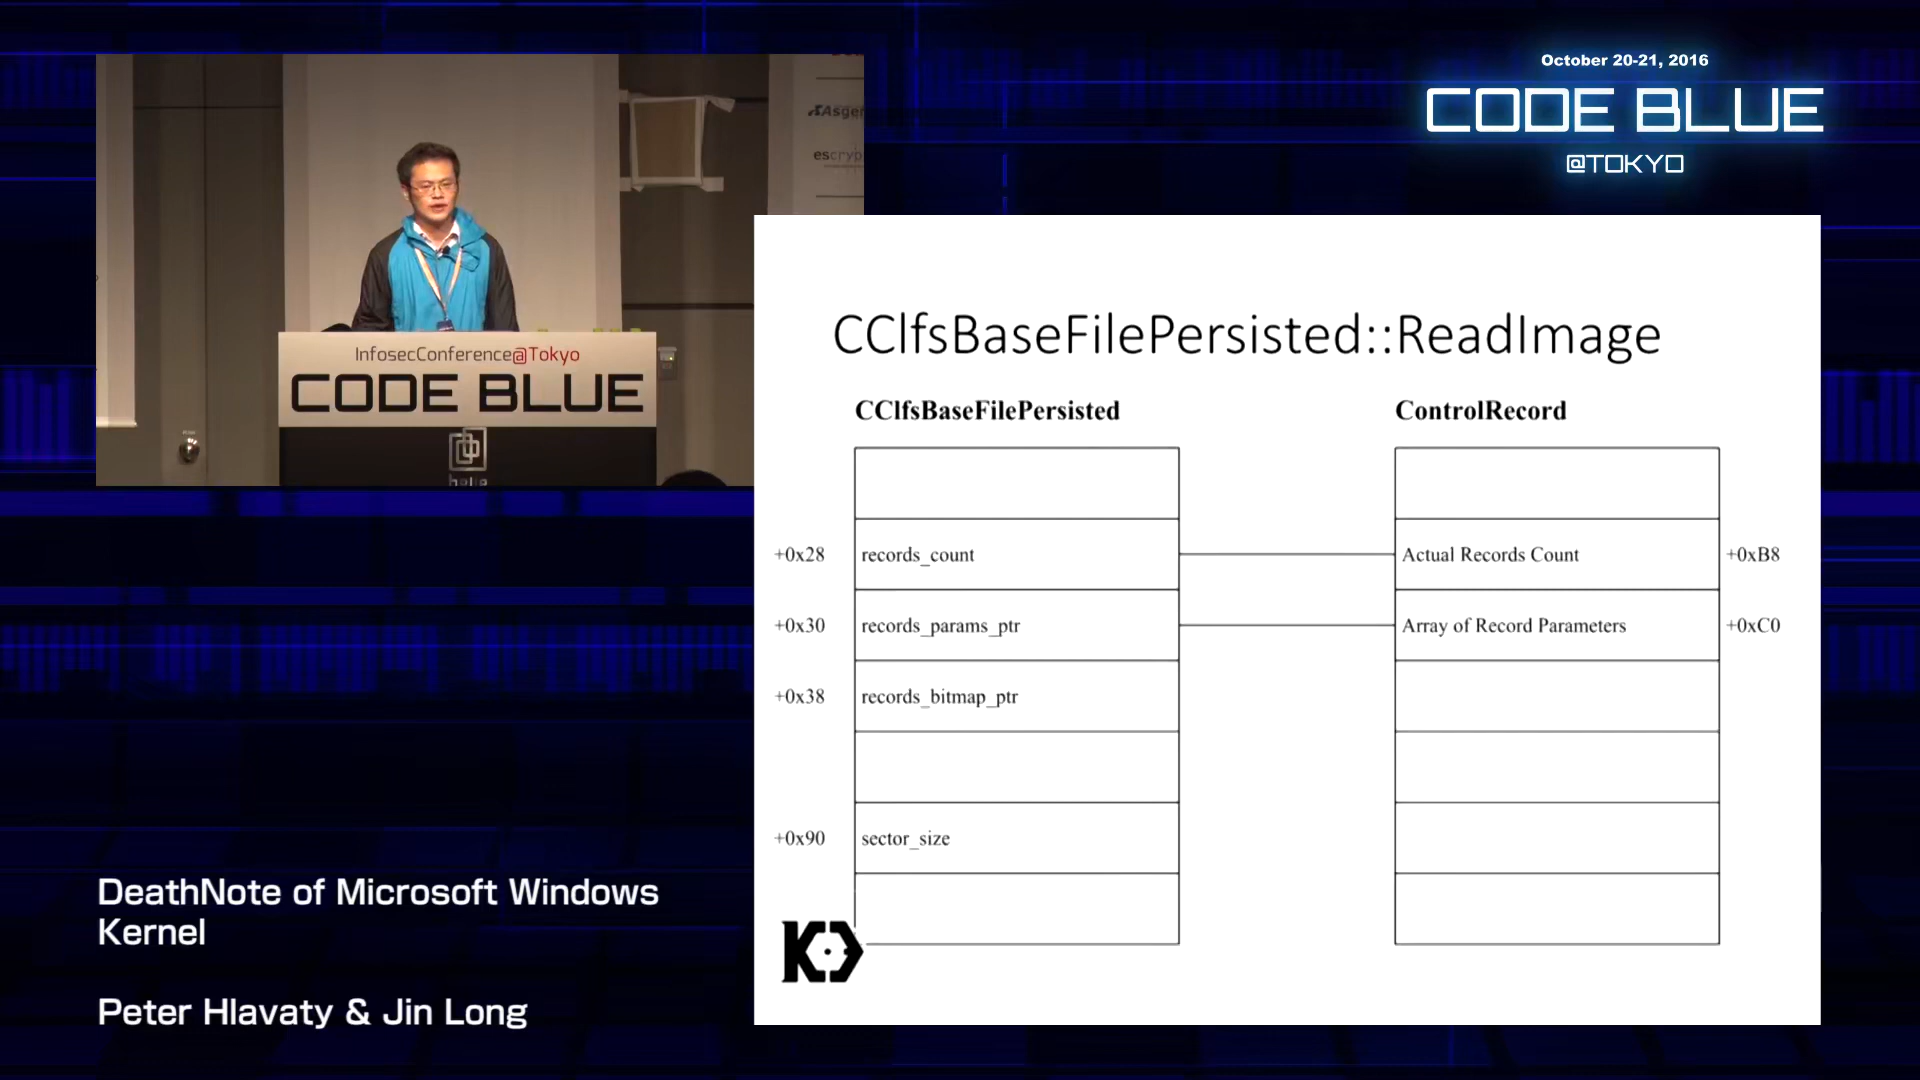 October 20-21, 2016
CODE BLUE
@TOKYO
InfosecConference@Tokyo
CODE BLUE
CClfsBaseFilePersisted::ReadImage
CClfsBaseFilePersisted
ControlRecord
+0x28 records_count Actual Records Count +0xB8
+0x30 records_params_ptr Array of Record Parameters +0xC0
+0x38 records_bitmap_ptr
+0x90 sector_size
DeathNote of Microsoft Windows
Kernel
Peter Hlavaty & Jin Long